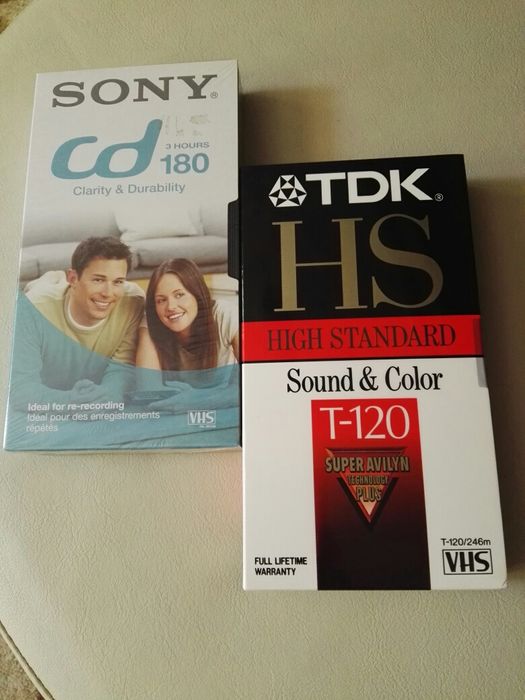 SONY®
cd
3 HOURS
180
Clarity & Durability
Ideal for re-recording
Idéal pour des enregistrements
répétés
VHS
TDK®
HS
HIGH STANDARD
Sound & Color
T-120
SUPER AVILYN
TECHNOLOGY
PLUS
T-120/246m
FULL LIFETIME
WARRANTY
VHS